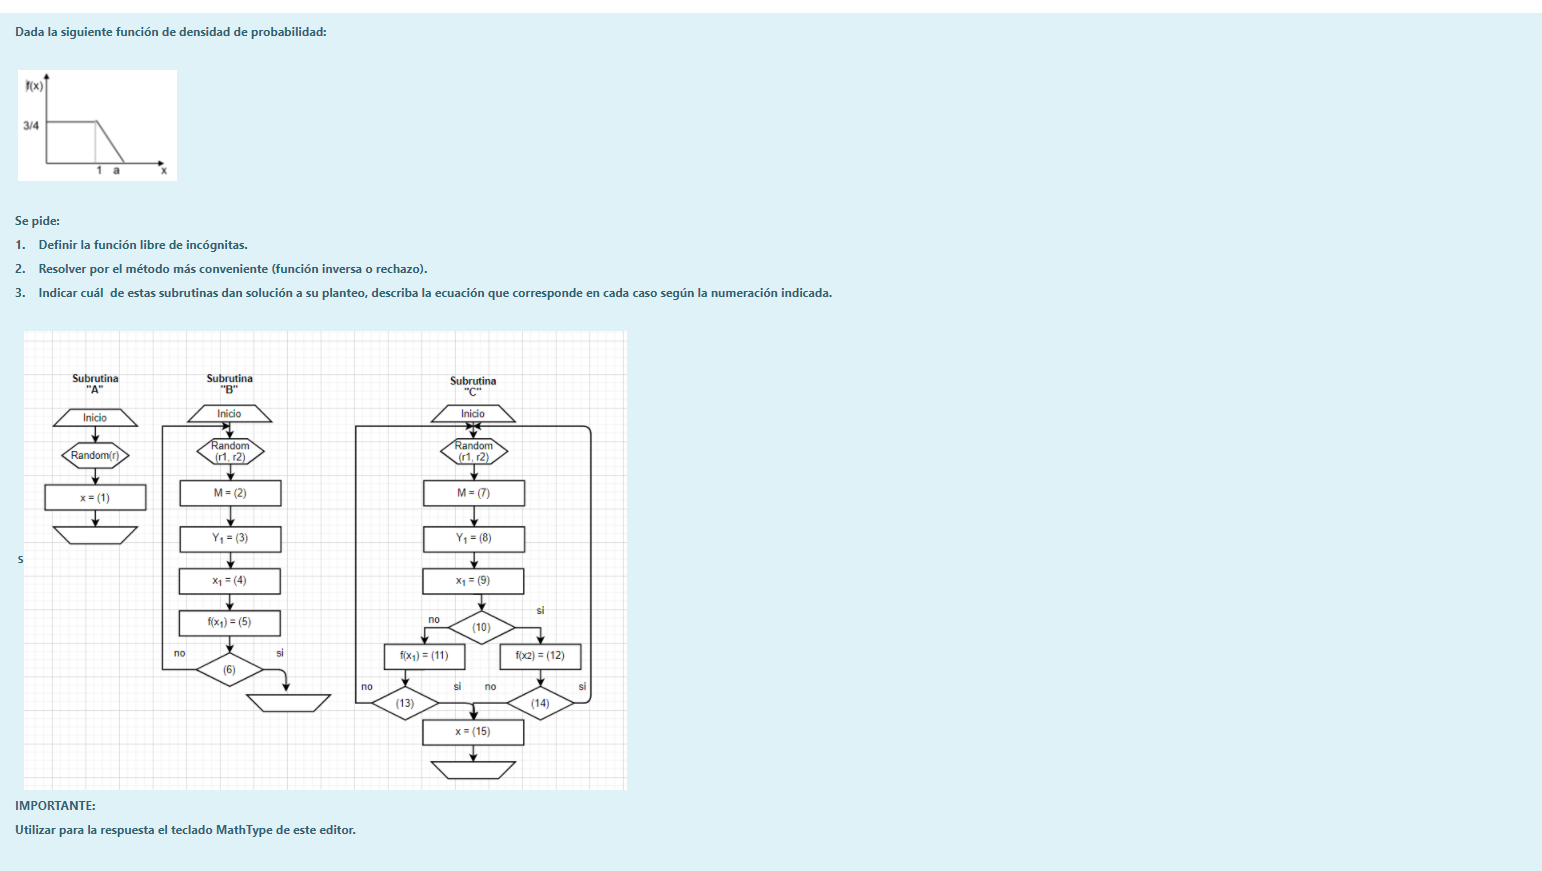 Dada la siguiente función de densidad de probabilidad:
f(x)
3/4
1 a x
Se pide:
1. Definir la función libre de incógnitas.
2. Resolver por el método más conveniente (función inversa o rechazo).
3. Indicar cuál de estas subrutinas dan solución a su planteo, describa la ecuación que corresponde en cada caso según la numeración indicada.
Subrutina
"A"
Inicio
Random(r)
x = (1)
Subrutina
"B"
Inicio
Random
(r1, r2)
M = (2)
Y1 = (3)
x1 = (4)
f(x1) = (5)
no
si
(6)
Subrutina
"C"
Inicio
Random
(r1, r2)
M = (7)
Y1 = (8)
x1 = (9)
no
si
(10)
f(x1) = (11)
f(x2) = (12)
no
si
no
si
(13)
(14)
x = (15)
s
IMPORTANTE:
Utilizar para la respuesta el teclado MathType de este editor.